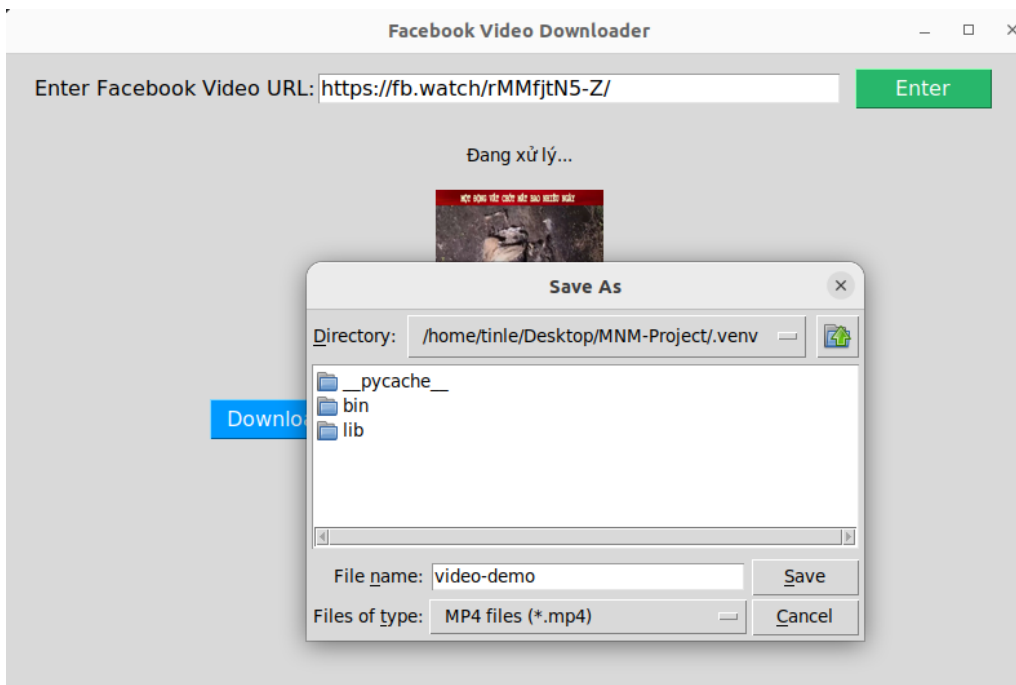 Facebook Video Downloader
Enter Facebook Video URL: https://fb.watch/rMMfjtN5-Z/ Enter
Đang xử lý...
Save As
Directory: /home/tinle/Desktop/MNM-Project/.venv
__pycache__
bin
lib
File name: video-demo Save
Files of type: MP4 files (*.mp4) Cancel